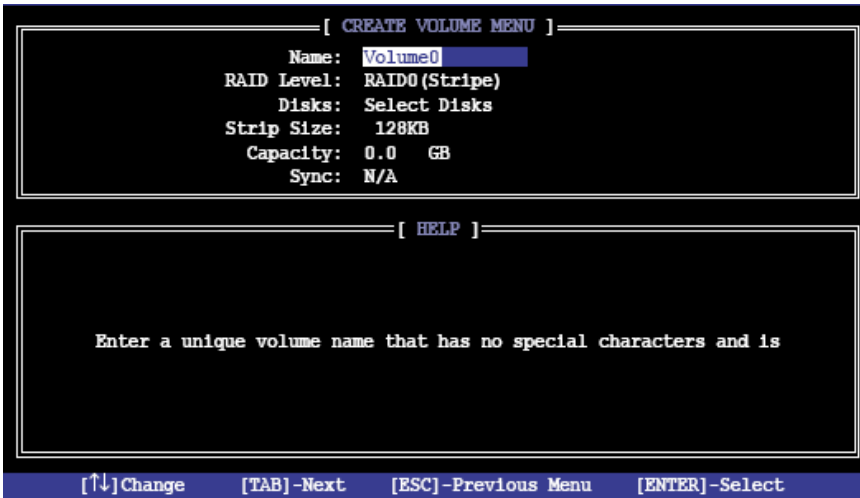 [ CREATE VOLUME MENU ]
Name: Volume0
RAID Level: RAID0(Stripe)
Disks: Select Disks
Strip Size: 128KB
Capacity: 0.0 GB
Sync: N/A
[ HELP ]
Enter a unique volume name that has no special characters and is
[↑↓]Change [TAB]-Next [ESC]-Previous Menu [ENTER]-Select